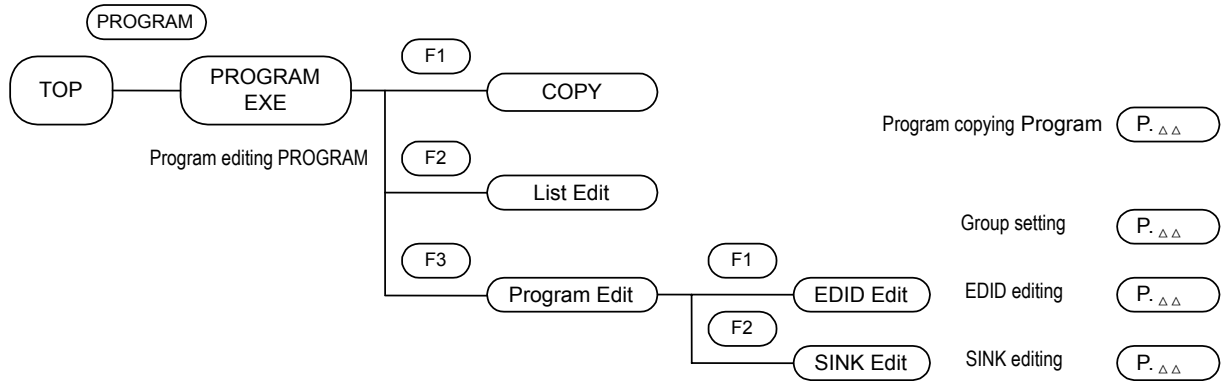 PROGRAM
F1
TOP
PROGRAM
EXE
COPY
Program copying Program
P. △△
Program editing PROGRAM
F2
List Edit
Group setting
P. △△
F3
F1
Program Edit
EDID Edit
EDID editing
P. △△
F2
SINK Edit
SINK editing
P. △△